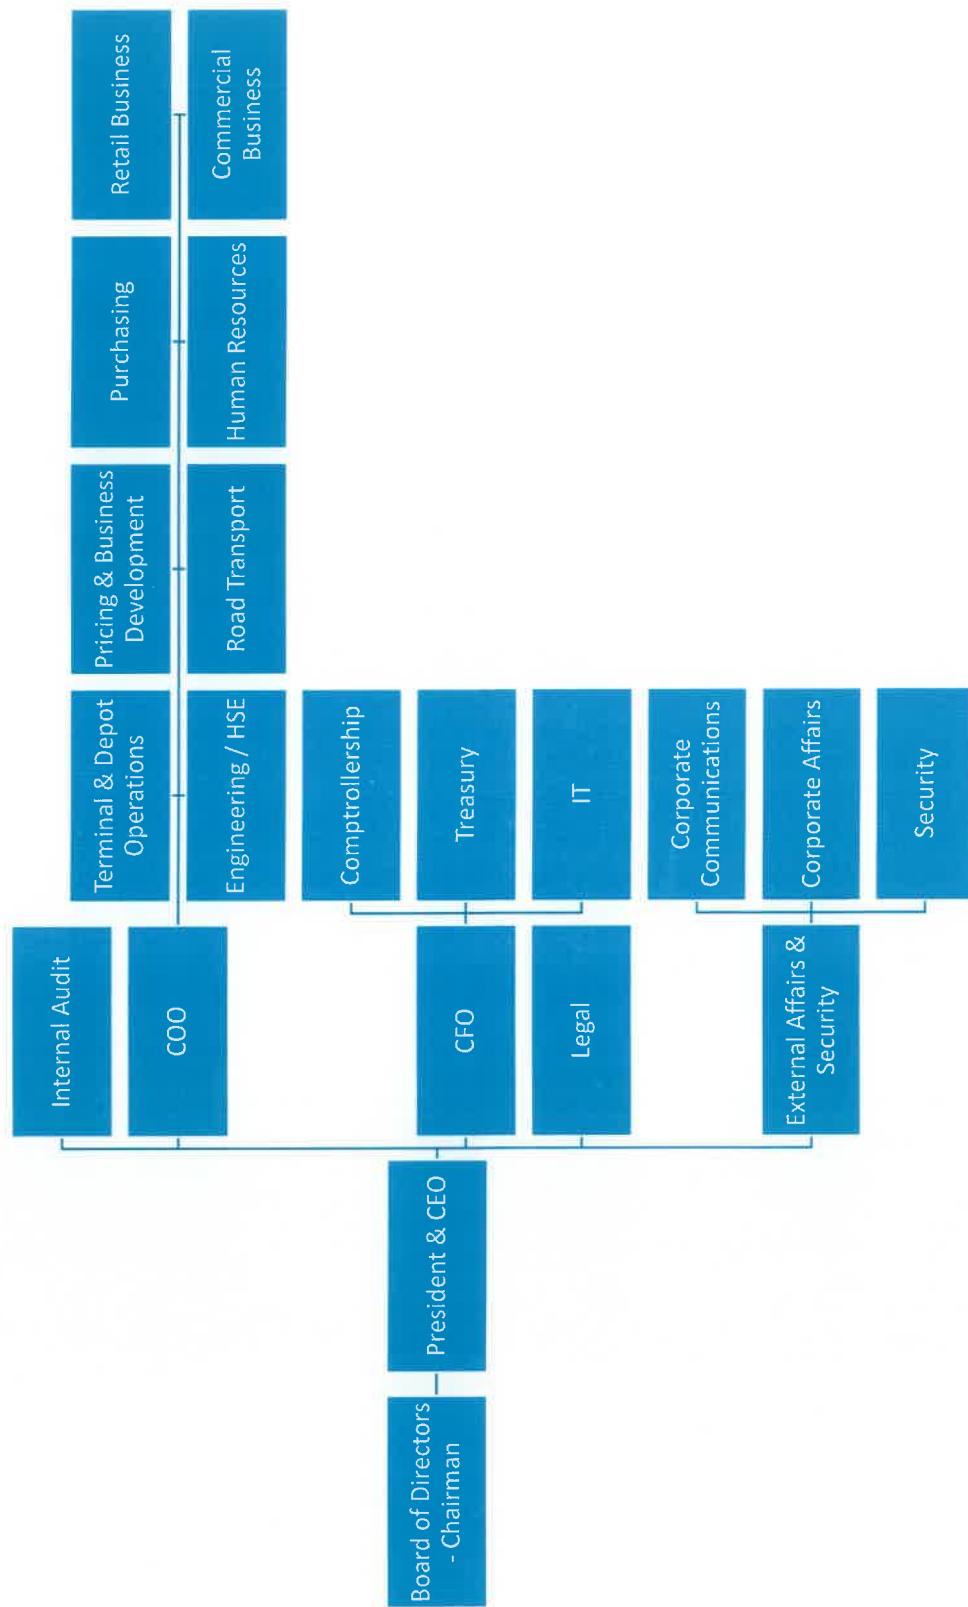 Board of Directors
- Chairman
President & CEO
Internal Audit
COO
CFO
Legal
External Affairs &
Security
Terminal & Depot
Operations
Engineering / HSE
Pricing & Business
Development
Road Transport
Purchasing
Human Resources
Retail Business
Commercial
Business
Comptrollership
Treasury
IT
Corporate
Communications
Corporate Affairs
Security